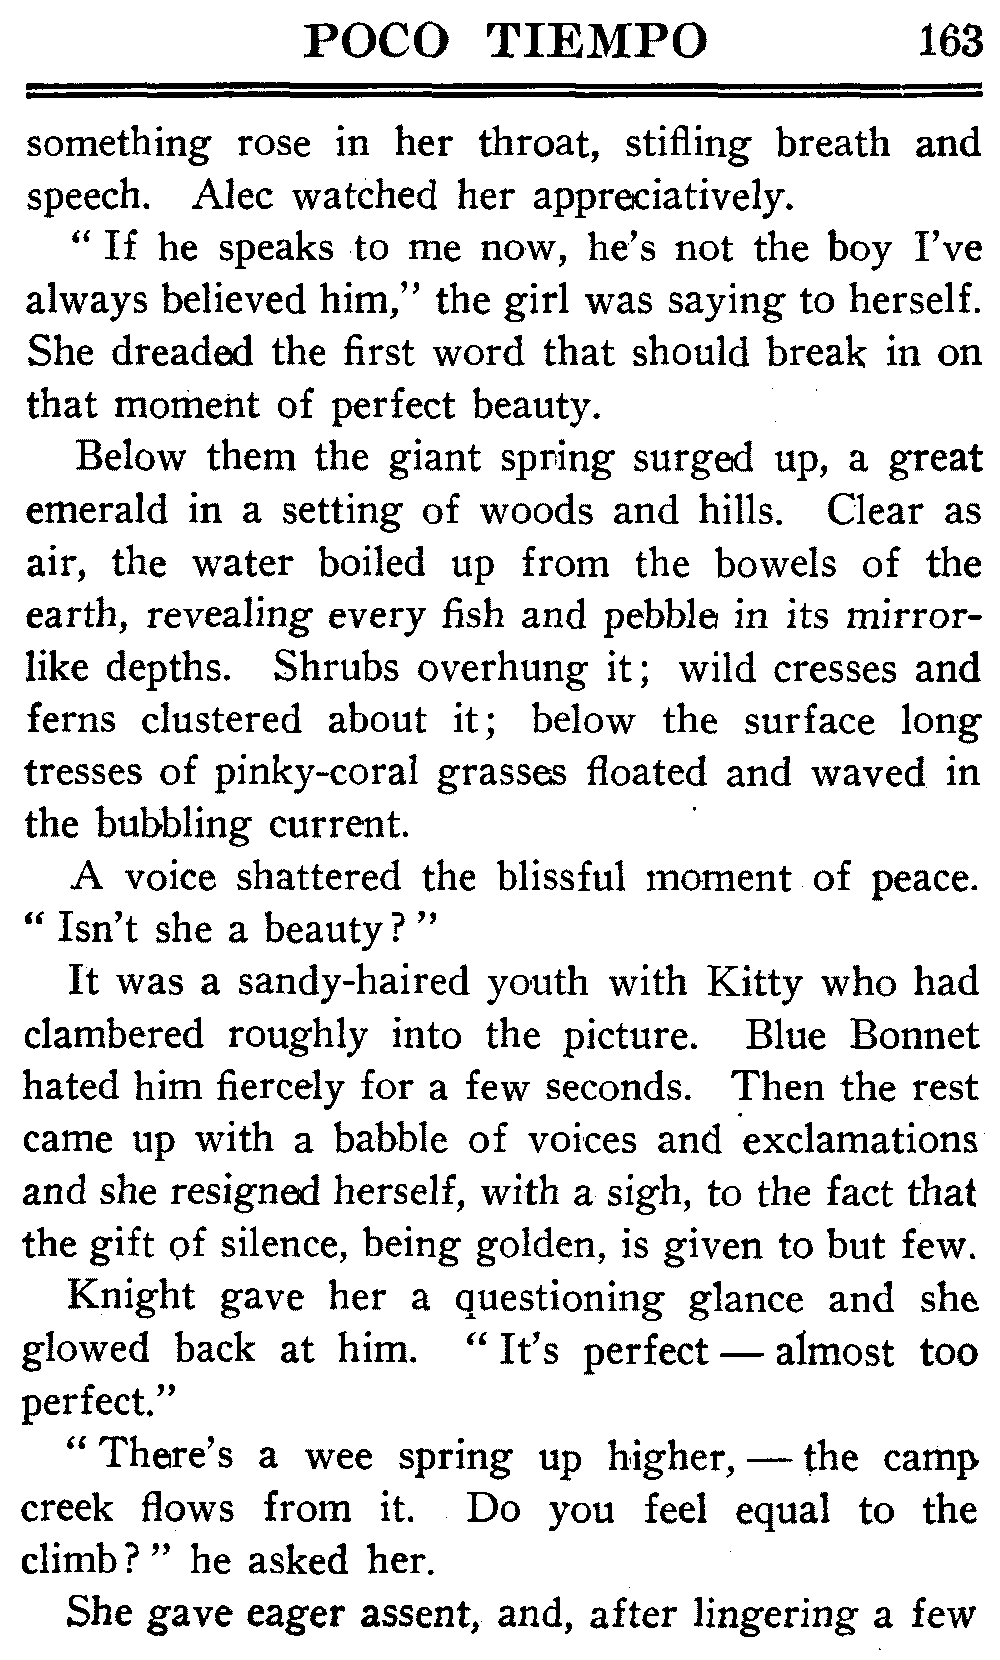 POCO TIEMPO 163
something rose in her throat, stifling breath and
speech. Alec watched her appreciatively.
" If he speaks to me now, he's not the boy I've
always believed him," the girl was saying to herself.
She dreaded the first word that should break in on
that moment of perfect beauty.
Below them the giant spring surged up, a great
emerald in a setting of woods and hills. Clear as
air, the water boiled up from the bowels of the
earth, revealing every fish and pebble in its mirror-
like depths. Shrubs overhung it; wild cresses and
ferns clustered about it; below the surface long
tresses of pinky-coral grasses floated and waved in
the bubbling current.
A voice shattered the blissful moment of peace.
" Isn't she a beauty? "
It was a sandy-haired youth with Kitty who had
clambered roughly into the picture. Blue Bonnet
hated him fiercely for a few seconds. Then the rest
came up with a babble of voices and exclamations
and she resigned herself, with a sigh, to the fact that
the gift of silence, being golden, is given to but few.
Knight gave her a questioning glance and she
glowed back at him. " It's perfect — almost too
perfect."
" There's a wee spring up higher, — the camp
creek flows from it. Do you feel equal to the
climb? " he asked her.
She gave eager assent, and, after lingering a few